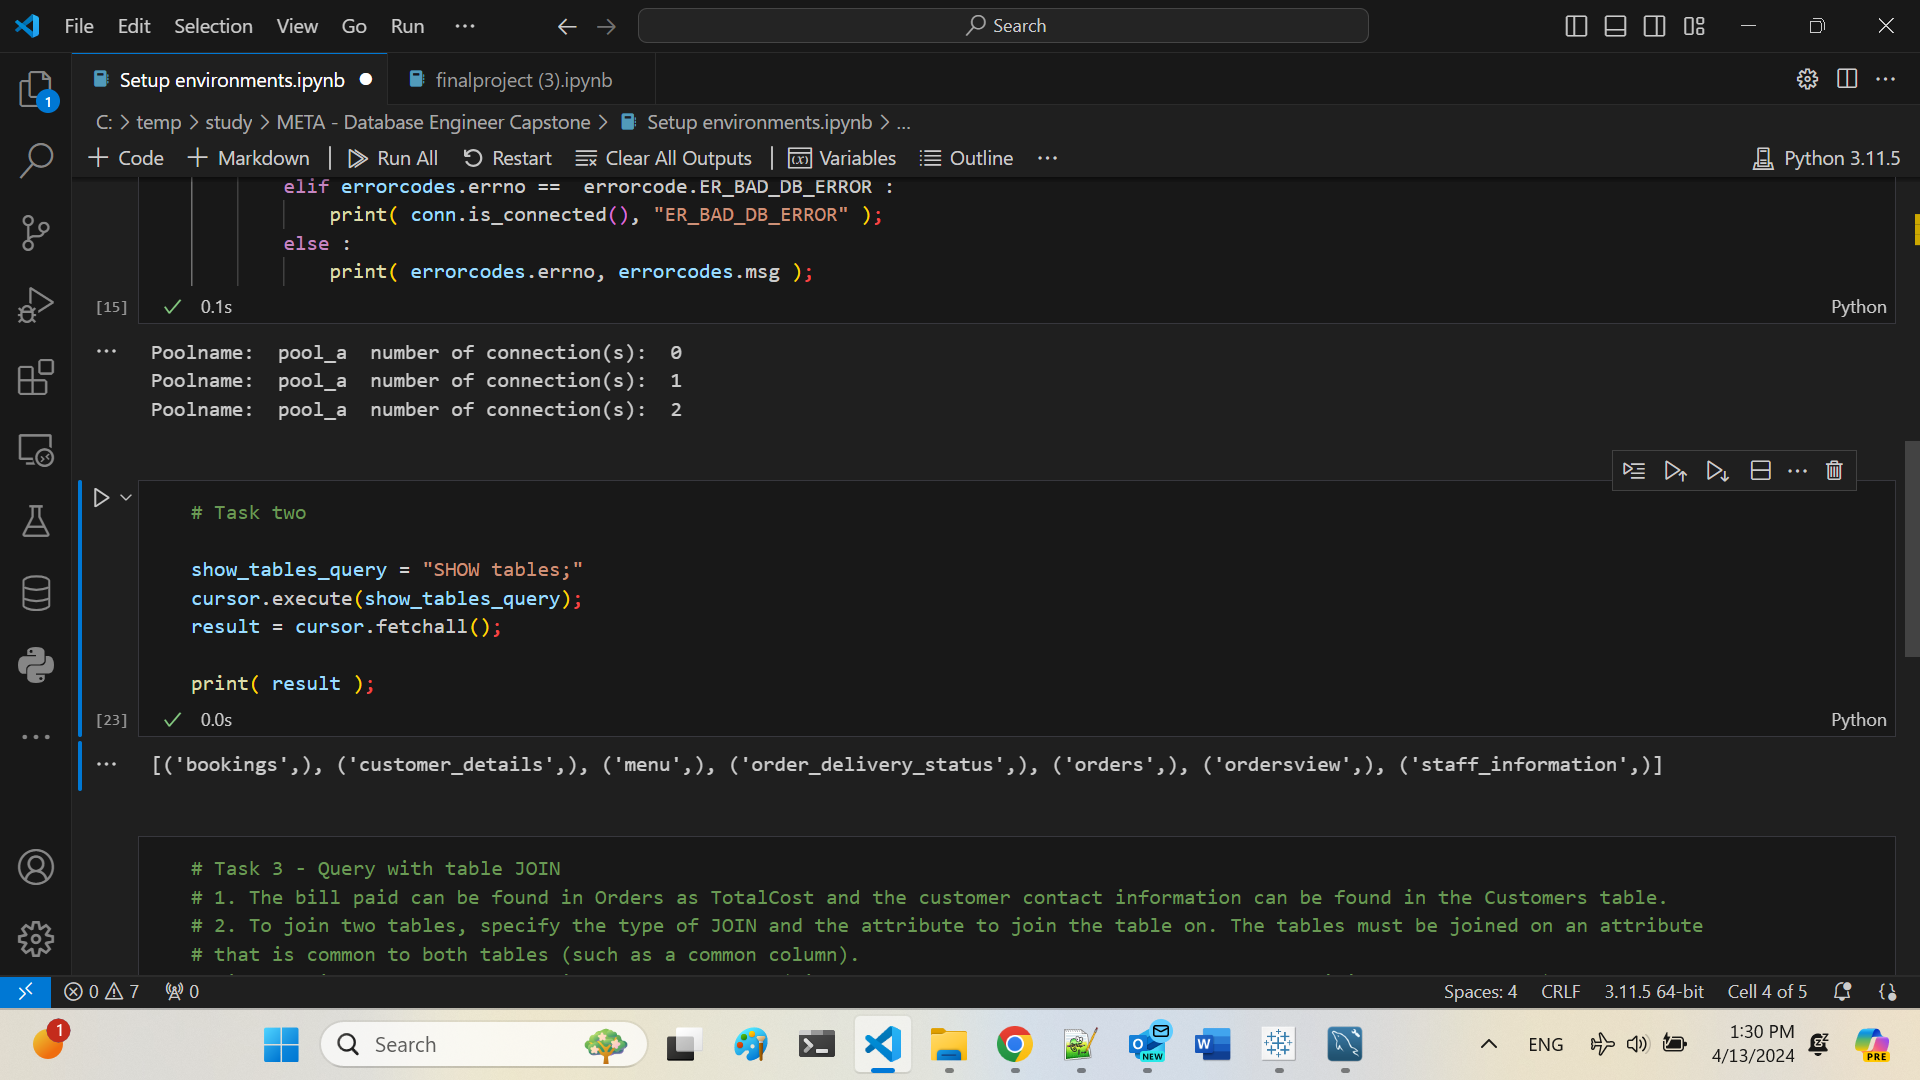 File Edit Selection View Go Run ··· Search
1
Setup environments.ipynb finalproject (3).ipynb
C: > temp > study > META - Database Engineer Capstone > Setup environments.ipynb > ...
+ Code + Markdown Run All Restart Clear All Outputs Variables Outline ··· Python 3.11.5
elif errorcodes.errno ==  errorcode.ER_BAD_DB_ERROR :
print( conn.is_connected(), "ER_BAD_DB_ERROR" );
else :
print( errorcodes.errno, errorcodes.msg );
[15] 0.1s Python
Poolname:  pool_a  number of connection(s):  0
Poolname:  pool_a  number of connection(s):  1
Poolname:  pool_a  number of connection(s):  2
# Task two
show_tables_query = "SHOW tables;"
cursor.execute(show_tables_query);
result = cursor.fetchall();
print( result );
[23] 0.0s Python
[('bookings',), ('customer_details',), ('menu',), ('order_delivery_status',), ('orders',), ('ordersview',), ('staff_information',)]
# Task 3 - Query with table JOIN
# 1. The bill paid can be found in Orders as TotalCost and the customer contact information can be found in the Customers table.
# 2. To join two tables, specify the type of JOIN and the attribute to join the table on. The tables must be joined on an attribute
# that is common to both tables (such as a common column).
0 7 0 Spaces: 4 CRLF 3.11.5 64-bit Cell 4 of 5
1 Search NEW ENG 1:30 PM PRE
4/13/2024